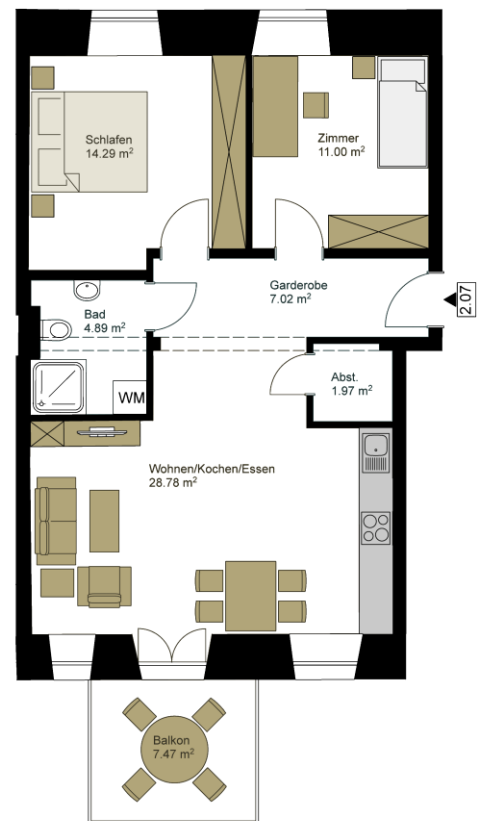 Schlafen
14.29 m²
Zimmer
11.00 m²
Garderobe
7.02 m²
2.07
Bad
4.89 m²
Abst.
1.97 m²
WM
Wohnen/Kochen/Essen
28.78 m²
Balkon
7.47 m²